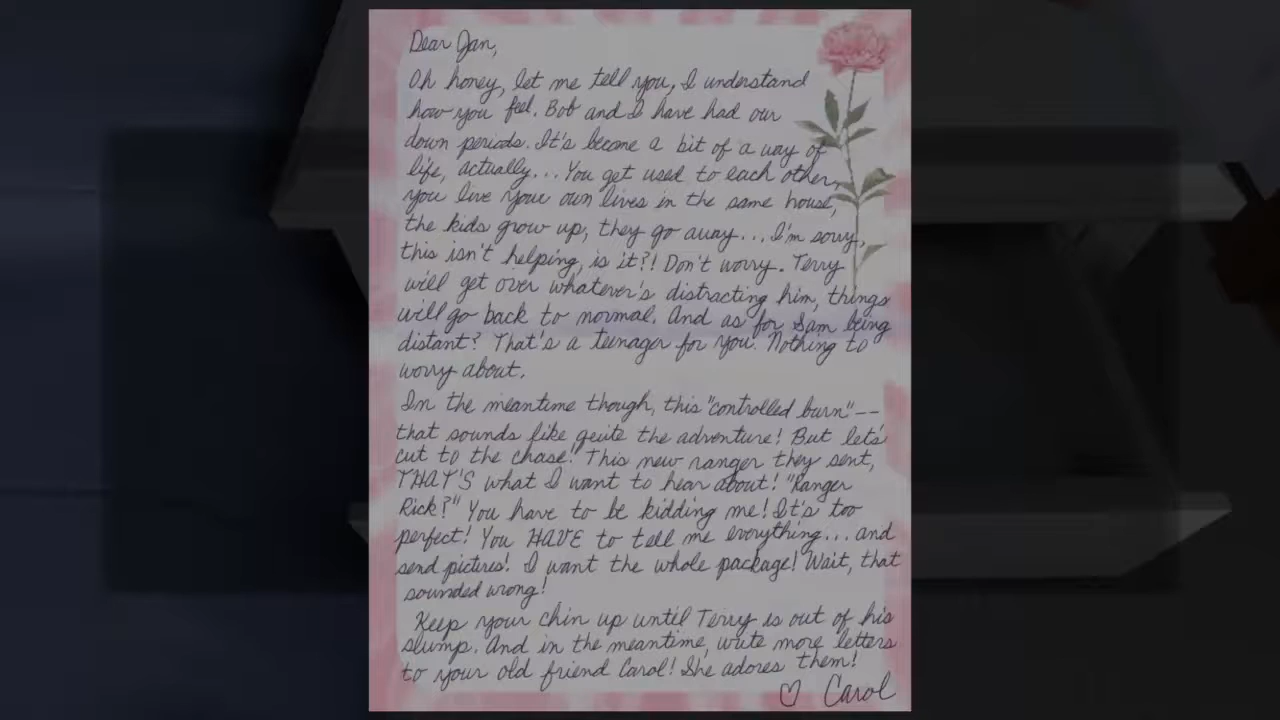 Dear Jan,
Oh honey, let me tell you, I understand
how you feel. Bob and I have had our
down periods. It's become a bit of a way of
life, actually... You get used to each other,
you live your own lives in the same house,
the kids grow up, they go away... I'm sorry,
this isn't helping, is it?! Don't worry. Terry
will get over whatever's distracting him, things
will go back to normal. And as for Sam being
distant? That's a teenager for you. Nothing to
worry about.
In the meantime though, this "controlled burn"--
that sounds like quite the adventure! But let's
cut to the chase! This new ranger they sent,
THAT'S what I want to hear about! "Ranger
Rick?" You have to be kidding me! It's too
perfect! You HAVE to tell me everything... and
send pictures! I want the whole package! Wait, that
sounded wrong!
Keep your chin up until Terry is out of his
slump. And in the meantime, write more letters
to your old friend Carol! She adores them!
♡ Carol